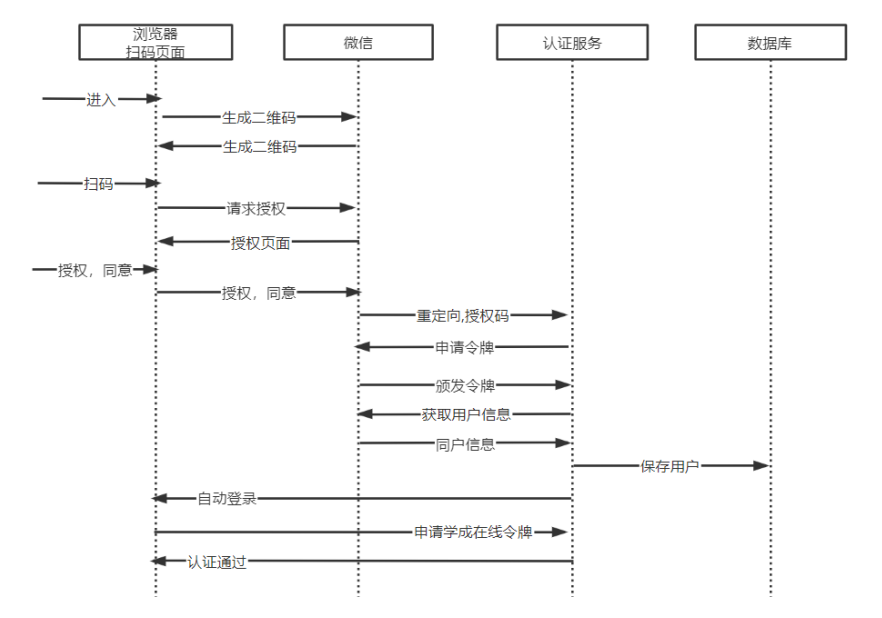 浏览器
扫码页面
微信
认证服务
数据库
进入
生成二维码
生成二维码
扫码
请求授权
授权页面
授权，同意
授权，同意
重定向,授权码
申请令牌
颁发令牌
获取用户信息
同户信息
保存用户
自动登录
申请学成在线令牌
认证通过